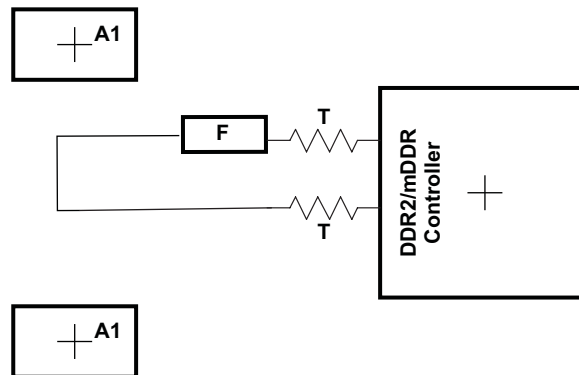 A1
F
T
T
DDR2/mDDR
Controller
A1